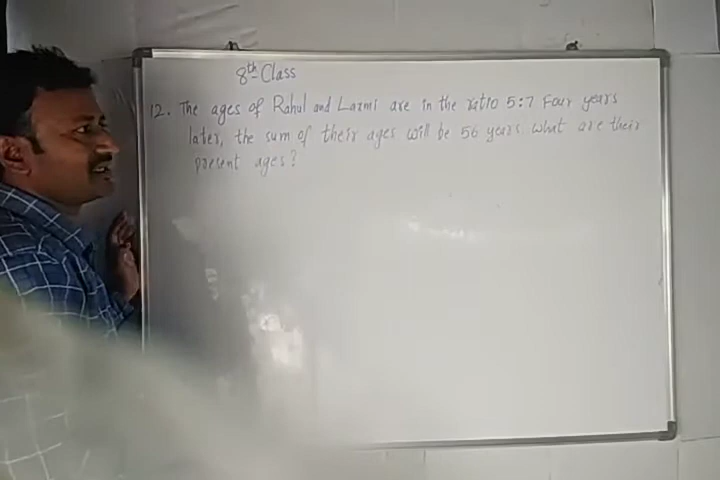 8th Class
12. The ages of Rahul and Laxmi are in the ratio 5:7 Four years
later, the sum of their ages will be 56 years. What are their
present ages?